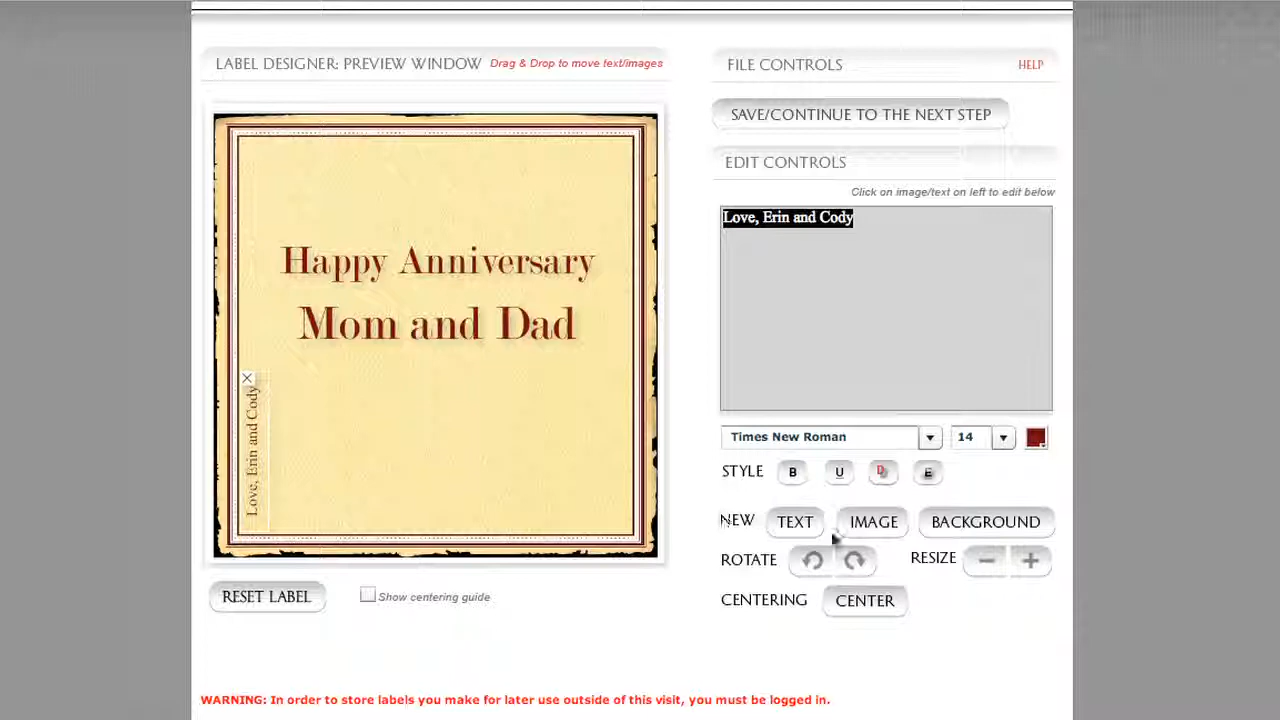 LABEL DESIGNER: PREVIEW WINDOW
Drag & Drop to move text/images
Happy Anniversary
Mom and Dad
Love, Erin and Cody
RESET LABEL
Show centering guide
FILE CONTROLS
HELP
SAVE/CONTINUE TO THE NEXT STEP
EDIT CONTROLS
Click on image/text on left to edit below
Love, Erin and Cody
Times New Roman
14
STYLE B U D E
NEW TEXT IMAGE BACKGROUND
ROTATE RESIZE − +
CENTERING CENTER
WARNING: In order to store labels you make for later use outside of this visit, you must be logged in.